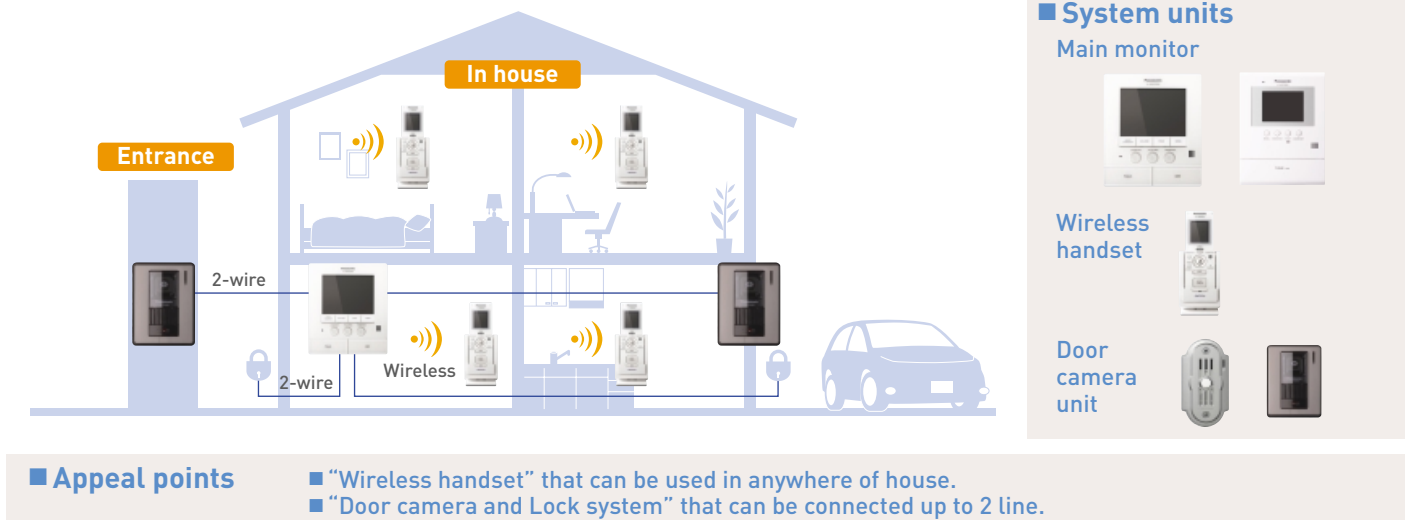 In house
Entrance
2-wire
2-wire
Wireless
■ System units
Main monitor
Wireless
handset
Door
camera
unit
■ Appeal points
■ “Wireless handset” that can be used in anywhere of house.
■ “Door camera and Lock system” that can be connected up to 2 line.